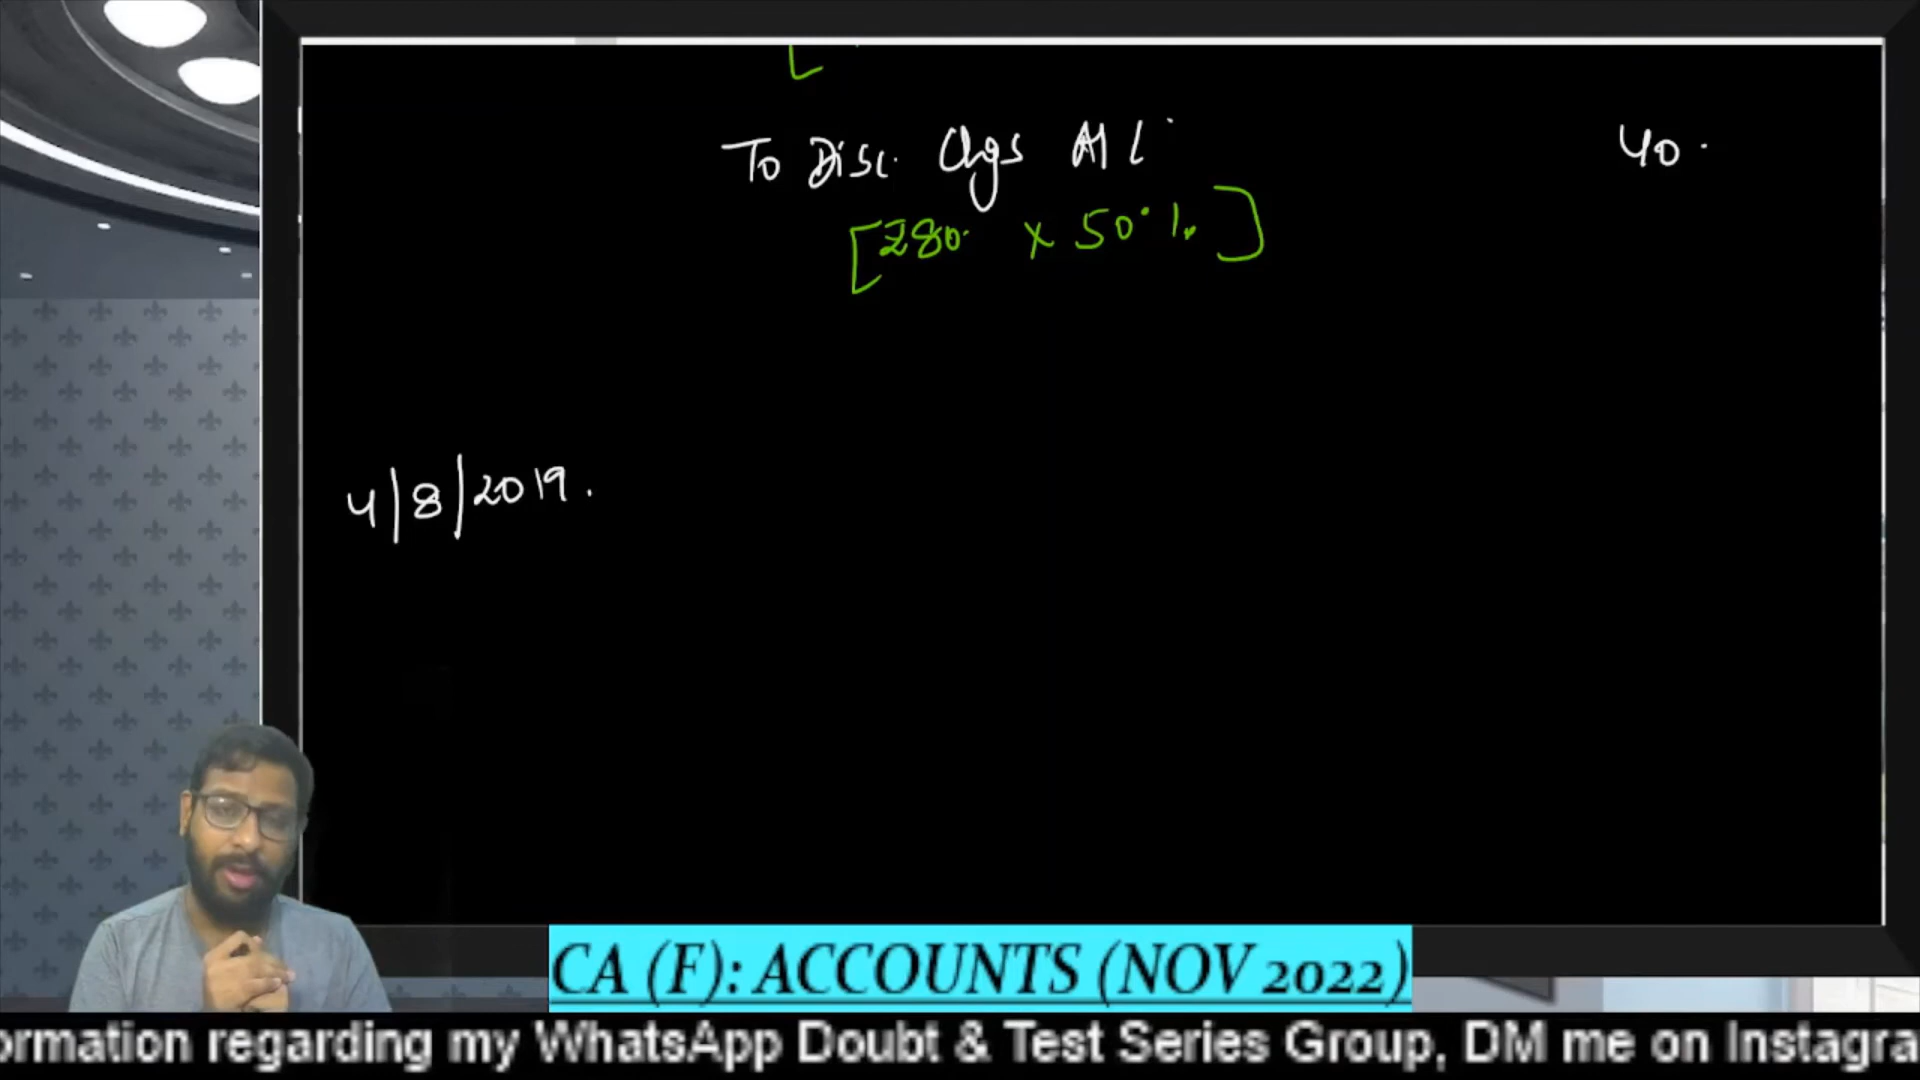 To Disc. Chgs A/c 40.
[₹80 x 50%]
4/8/2019.
CA (F): ACCOUNTS (NOV 2022)
ormation regarding my WhatsApp Doubt & Test Series Group, DM me on Instagra